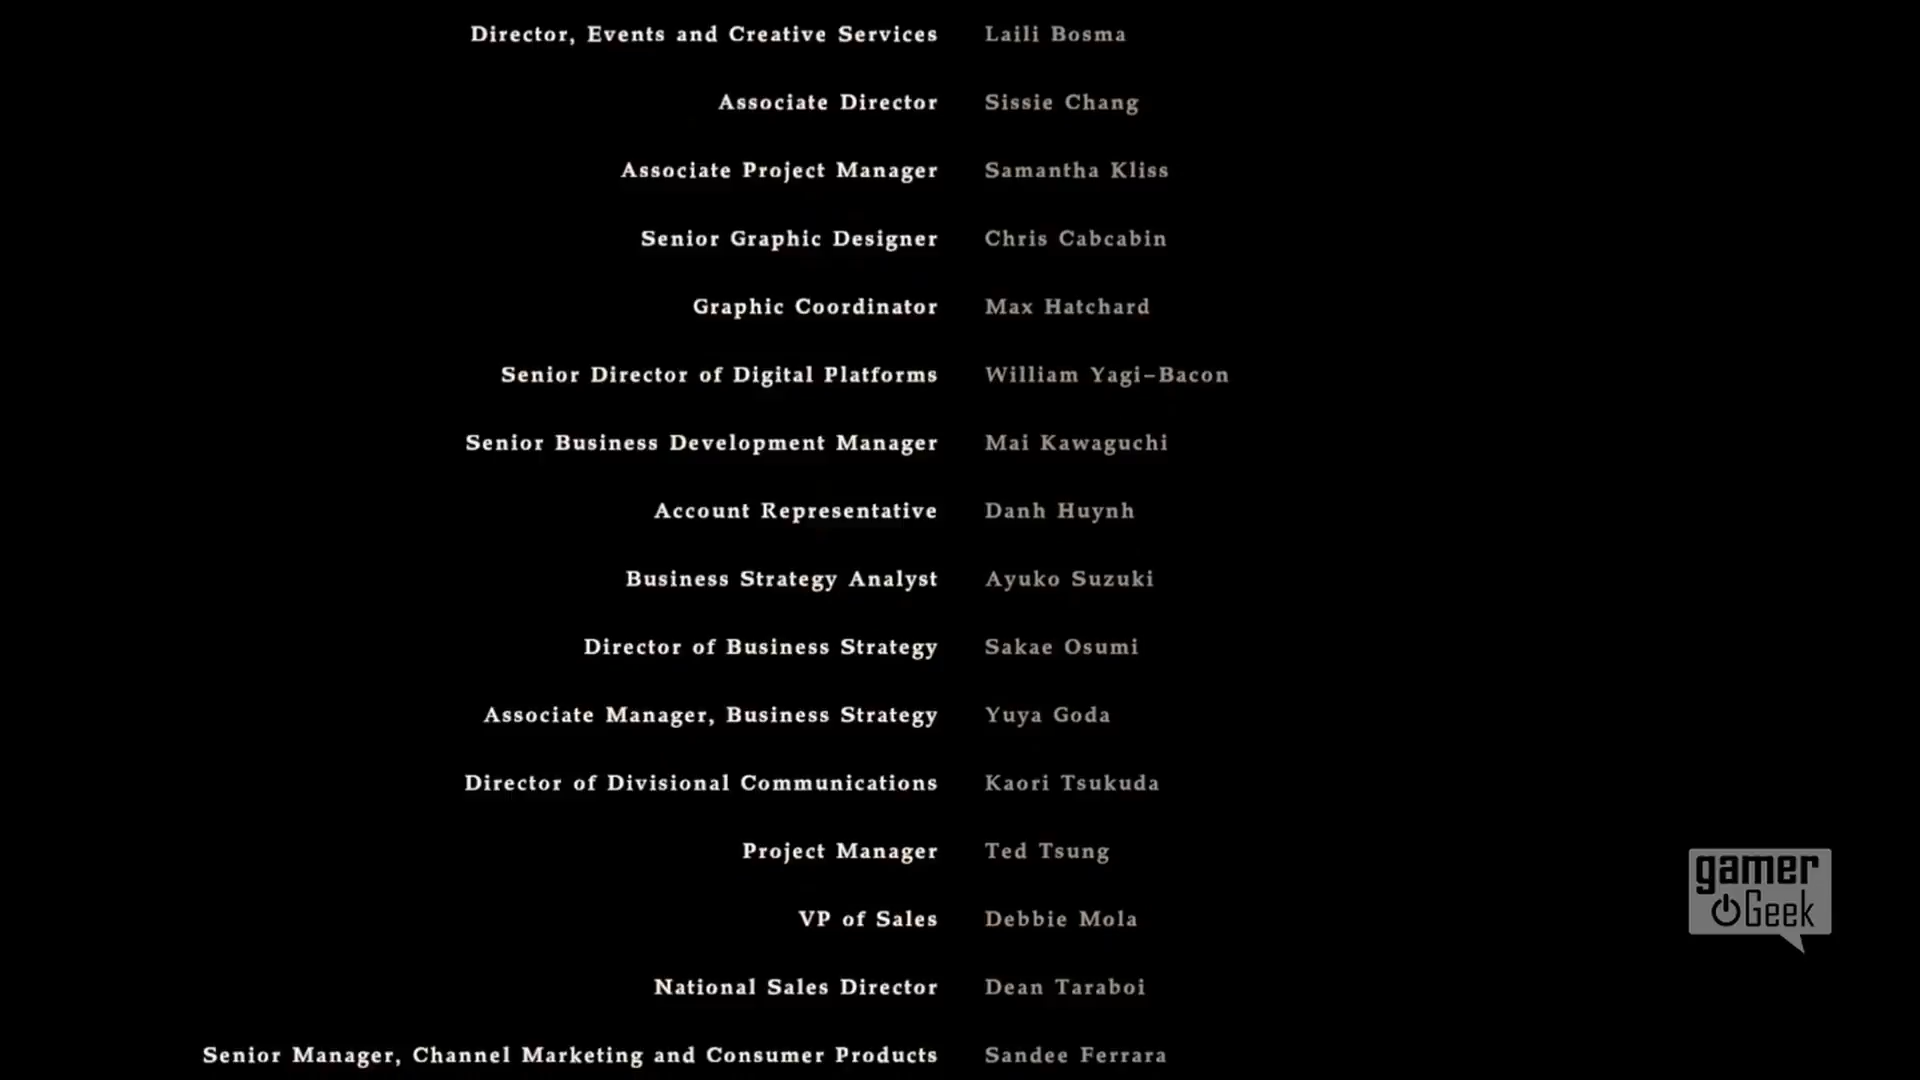 Director, Events and Creative Services Laili Bosma
Associate Director Sissie Chang
Associate Project Manager Samantha Kliss
Senior Graphic Designer Chris Cabcabin
Graphic Coordinator Max Hatchard
Senior Director of Digital Platforms William Yagi-Bacon
Senior Business Development Manager Mai Kawaguchi
Account Representative Danh Huynh
Business Strategy Analyst Ayuko Suzuki
Director of Business Strategy Sakae Osumi
Associate Manager, Business Strategy Yuya Goda
Director of Divisional Communications Kaori Tsukuda
Project Manager Ted Tsung
VP of Sales Debbie Mola
National Sales Director Dean Taraboi
Senior Manager, Channel Marketing and Consumer Products Sandee Ferrara
gamer
Geek